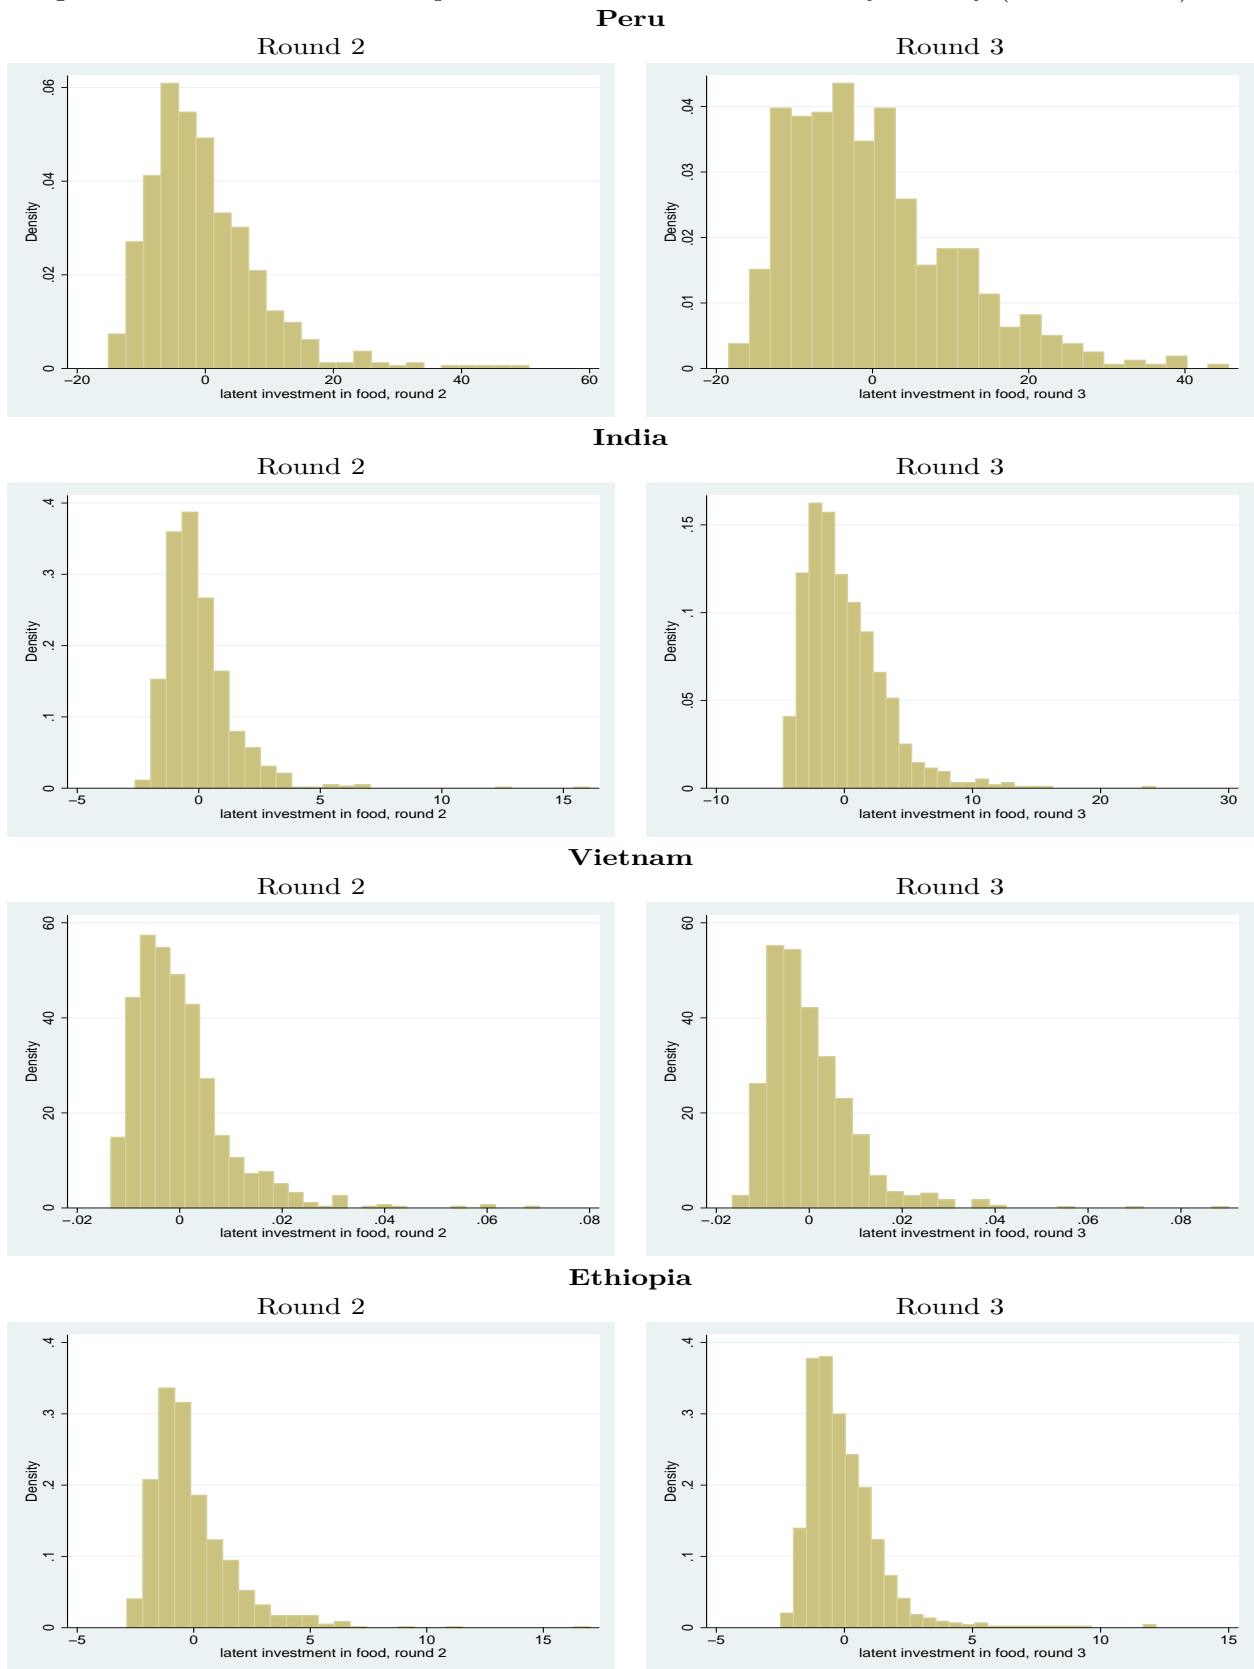 Peru
Round 2 Round 3
Density
.06
.04
.02
0
−20 0 20 40 60
latent investment in food, round 2
Density
.04
.03
.02
.01
0
−20 0 20 40
latent investment in food, round 3
India
Round 2 Round 3
Density
.4
.3
.2
.1
0
−5 0 5 10 15
latent investment in food, round 2
Density
.15
.1
.05
0
−10 0 10 20 30
latent investment in food, round 3
Vietnam
Round 2 Round 3
Density
60
40
20
0
−.02 0 .02 .04 .06 .08
latent investment in food, round 2
Density
60
40
20
0
−.02 0 .02 .04 .06 .08
latent investment in food, round 3
Ethiopia
Round 2 Round 3
Density
.4
.3
.2
.1
0
−5 0 5 10 15
latent investment in food, round 2
Density
.4
.3
.2
.1
0
−5 0 5 10 15
latent investment in food, round 3